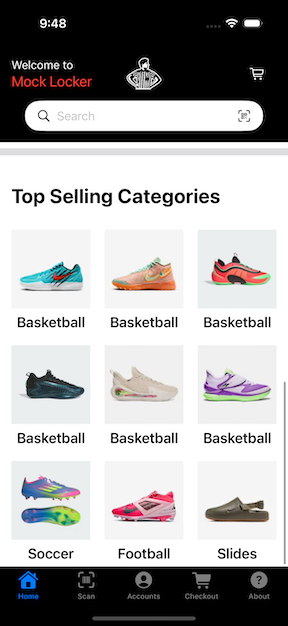 9:48
Welcome to
Mock Locker
Search
Top Selling Categories
Basketball Basketball Basketball
Basketball Basketball Basketball
Soccer Football Slides
Home Scan Accounts Checkout About